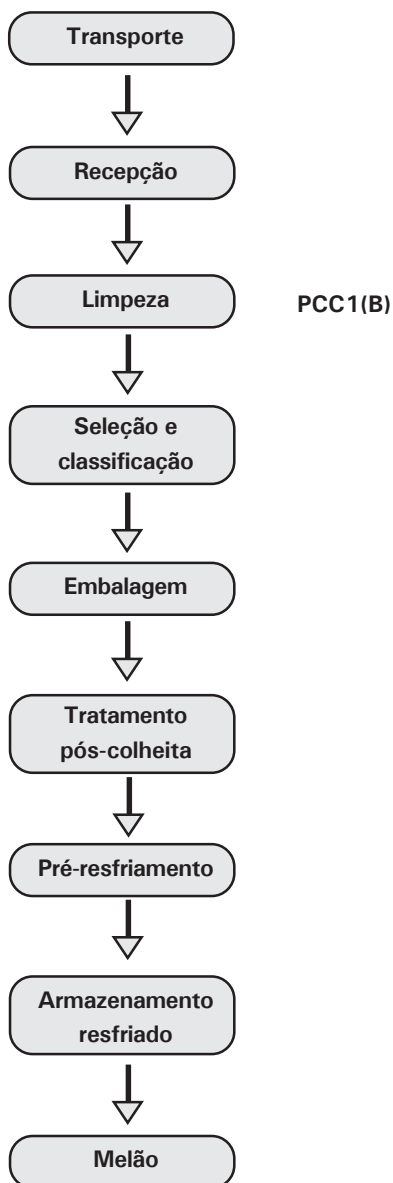 Transporte
Recepção
Limpeza
PCC1(B)
Seleção e
classificação
Embalagem
Tratamento
pós-colheita
Pré-resfriamento
Armazenamento
resfriado
Melão